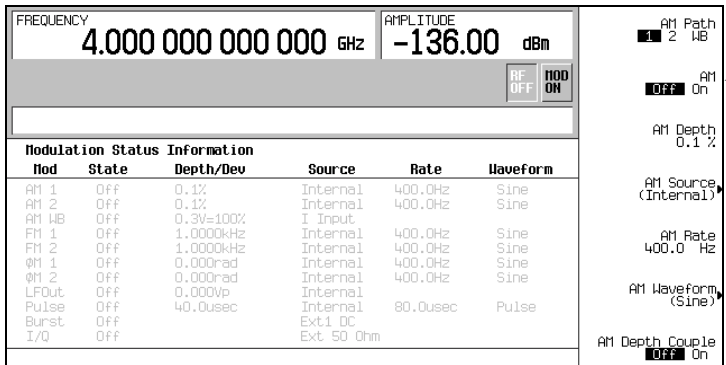 FREQUENCY
4.000 000 000 000 GHz
AMPLITUDE
-136.00 dBm
RF OFF
MOD ON
Modulation Status Information
Mod State Depth/Dev Source Rate Waveform
AM 1 Off 0.1% Internal 400.0Hz Sine
AM 2 Off 0.1% Internal 400.0Hz Sine
AM WB Off 0.3V=100% I Input
FM 1 Off 1.0000kHz Internal 400.0Hz Sine
FM 2 Off 1.0000kHz Internal 400.0Hz Sine
ΦM 1 Off 0.000rad Internal 400.0Hz Sine
ΦM 2 Off 0.000rad Internal 400.0Hz Sine
LFOut Off 0.000Vp Internal
Pulse Off 40.0usec Internal 80.0usec Pulse
Burst Off Ext1 DC
I/Q Off Ext 50 Ohm
AM Path
1 2 WB
AM
Off On
AM Depth
0.1 %
AM Source
(Internal)
AM Rate
400.0 Hz
AM Waveform
(Sine)
AM Depth Couple
Off On